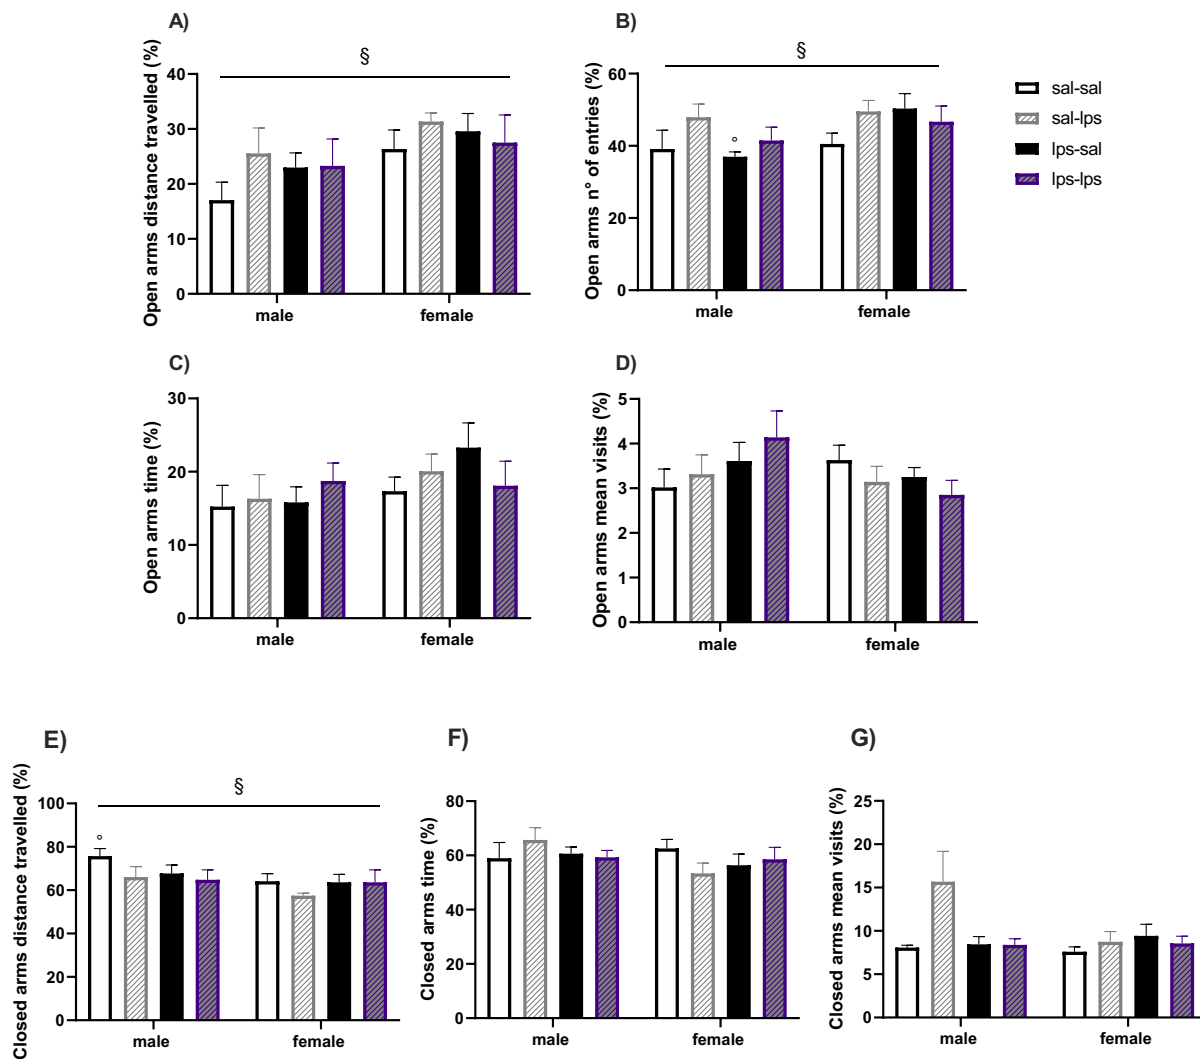 A)
§
Open arms distance travelled (%)
40
30
20
10
0
male
female
B)
§
Open arms n° of entries (%)
60
40
20
0
°
male
female
sal-sal
sal-lps
lps-sal
lps-lps
C)
Open arms time (%)
30
20
10
0
male
female
D)
Open arms mean visits (%)
5
4
3
2
1
0
male
female
E)
§
Closed arms distance travelled (%)
100
80
60
40
20
0
°
male
female
F)
Closed arms time (%)
80
60
40
20
0
male
female
G)
Closed arms mean visits (%)
25
20
15
10
5
0
male
female